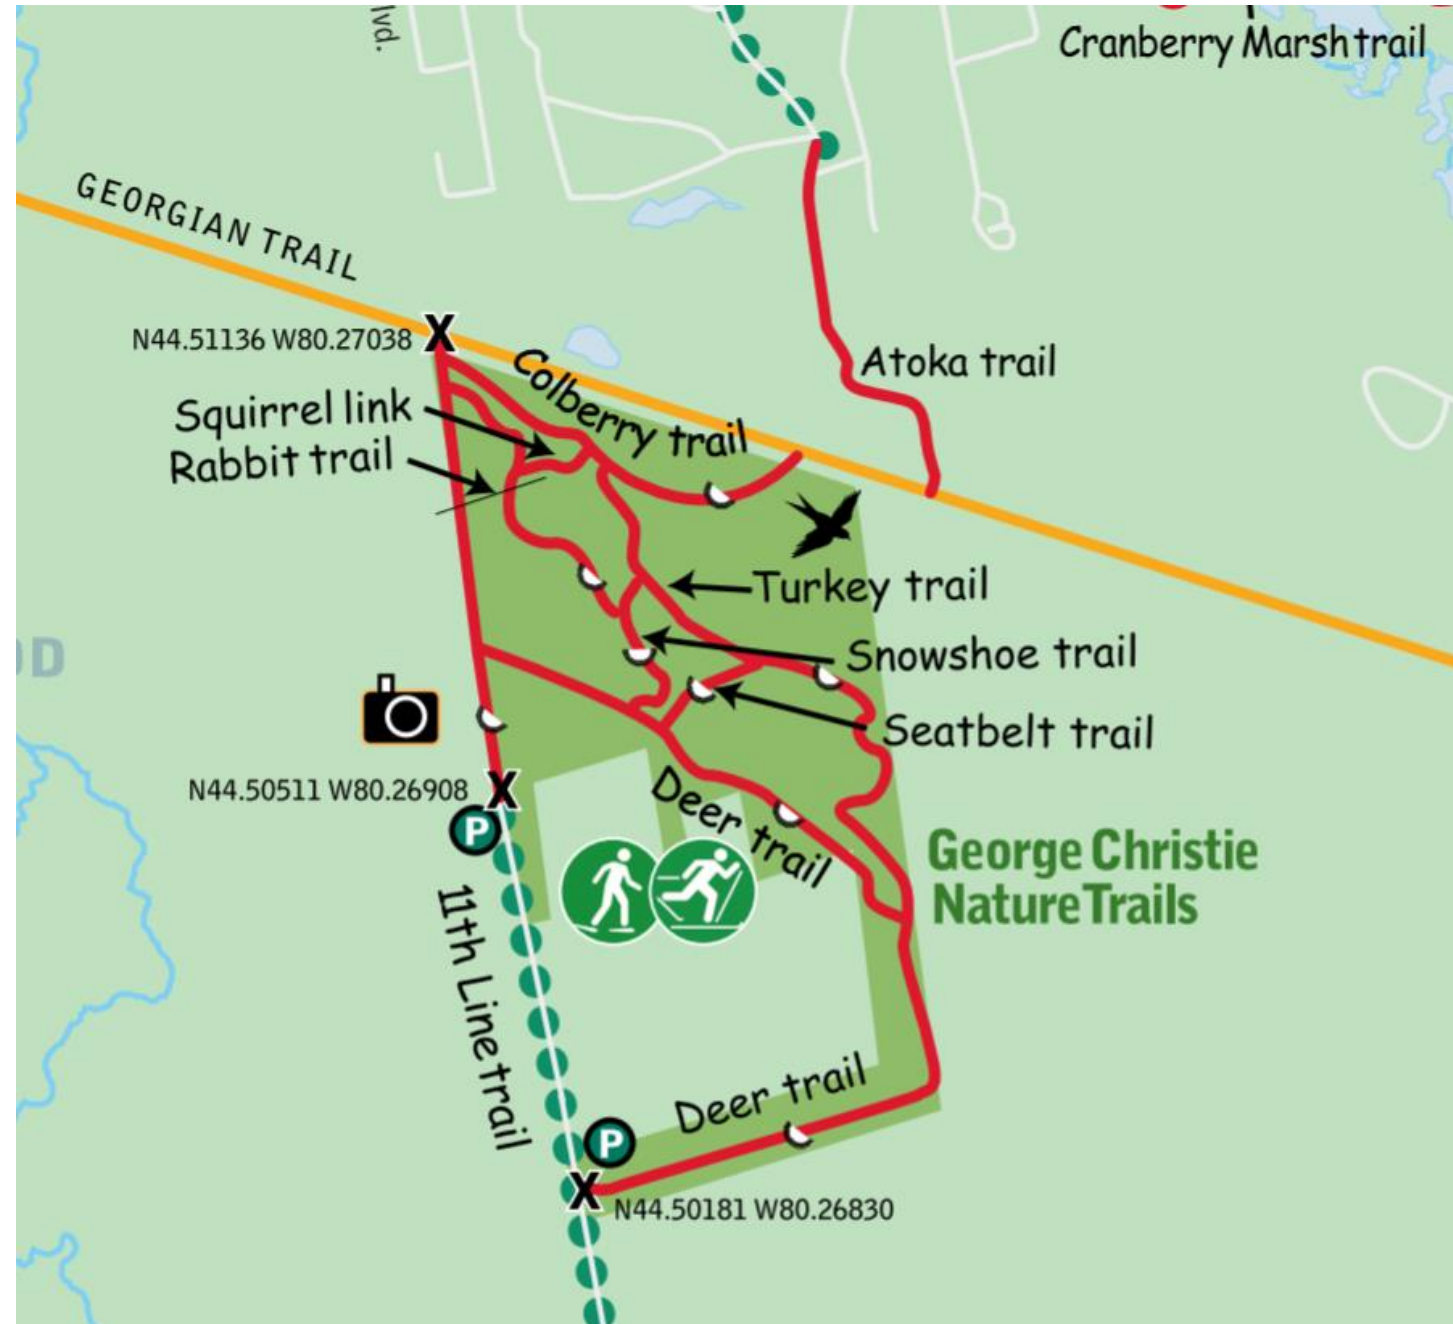 lvd.
Cranberry Marsh trail
GEORGIAN TRAIL
N44.51136 W80.27038
X
Colberry trail
Atoka trail
Squirrel link
Rabbit trail
Turkey trail
Snowshoe trail
OD
Seatbelt trail
N44.50511 W80.26908
X
P
Deer trail
George Christie
Nature Trails
11th Line trail
Deer trail
P
X
N44.50181 W80.26830